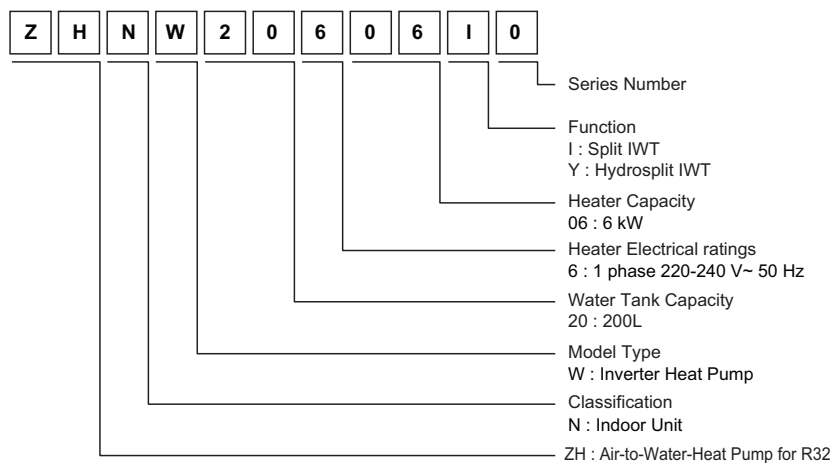 Z H N W 2 0 6 0 6 I 0
Series Number
Function
I : Split IWT
Y : Hydrosplit IWT
Heater Capacity
06 : 6 kW
Heater Electrical ratings
6 : 1 phase 220-240 V~ 50 Hz
Water Tank Capacity
20 : 200L
Model Type
W : Inverter Heat Pump
Classification
N : Indoor Unit
ZH : Air-to-Water-Heat Pump for R32